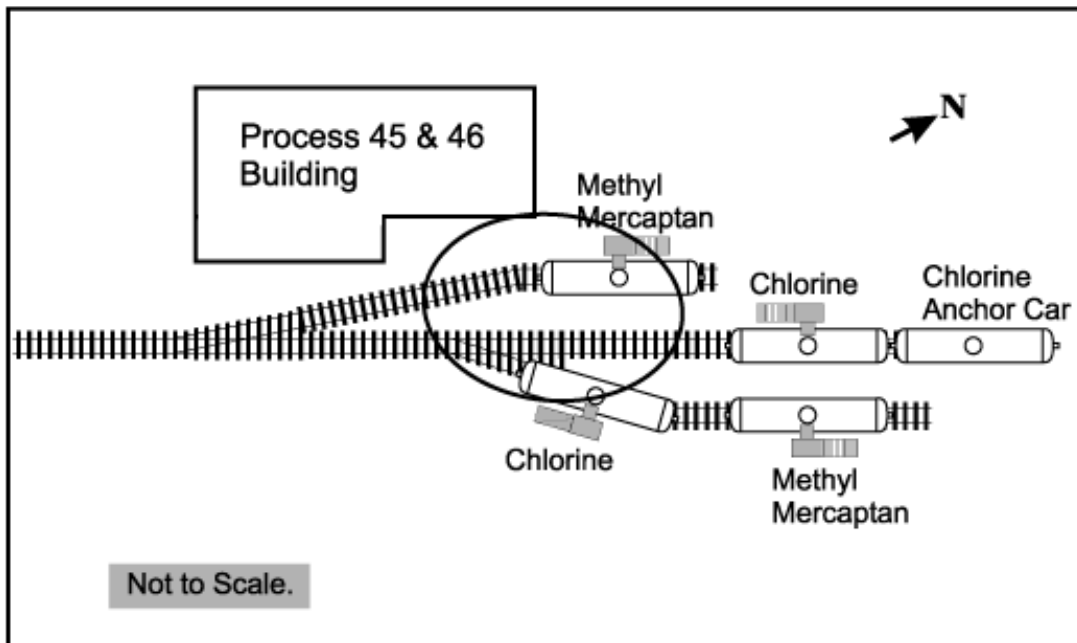 Process 45 & 46
Building
N
Methyl
Mercaptan
Chlorine
Chlorine
Anchor Car
Chlorine
Methyl
Mercaptan
Not to Scale.